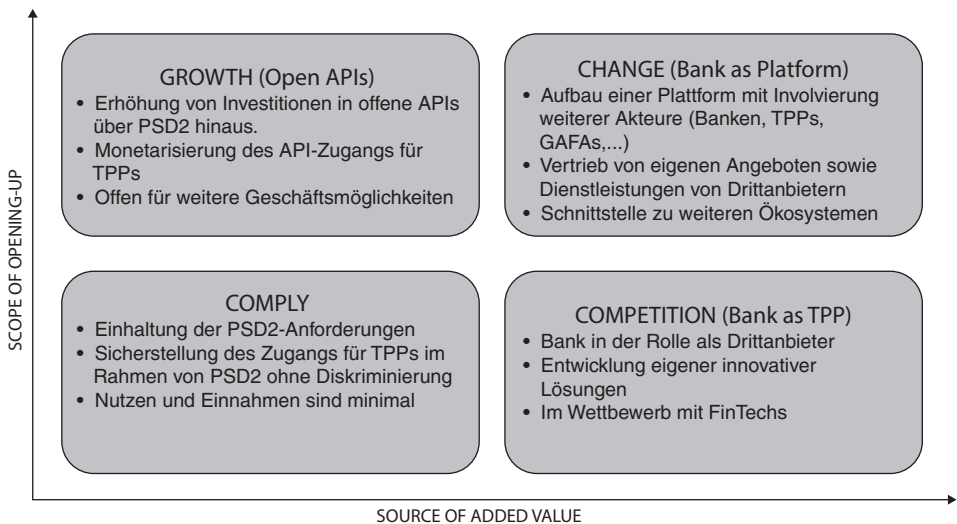 SCOPE OF OPENING-UP
GROWTH (Open APIs)
• Erhöhung von Investitionen in offene APIs
über PSD2 hinaus.
• Monetarisierung des API-Zugangs für
TPPs
• Offen für weitere Geschäftsmöglichkeiten
CHANGE (Bank as Platform)
• Aufbau einer Plattform mit Involvierung
weiterer Akteure (Banken, TPPs,
GAFAs,...)
• Vertrieb von eigenen Angeboten sowie
Dienstleistungen von Drittanbietern
• Schnittstelle zu weiteren Ökosystemen
COMPLY
• Einhaltung der PSD2-Anforderungen
• Sicherstellung des Zugangs für TPPs im
Rahmen von PSD2 ohne Diskriminierung
• Nutzen und Einnahmen sind minimal
COMPETITION (Bank as TPP)
• Bank in der Rolle als Drittanbieter
• Entwicklung eigener innovativer
Lösungen
• Im Wettbewerb mit FinTechs
SOURCE OF ADDED VALUE